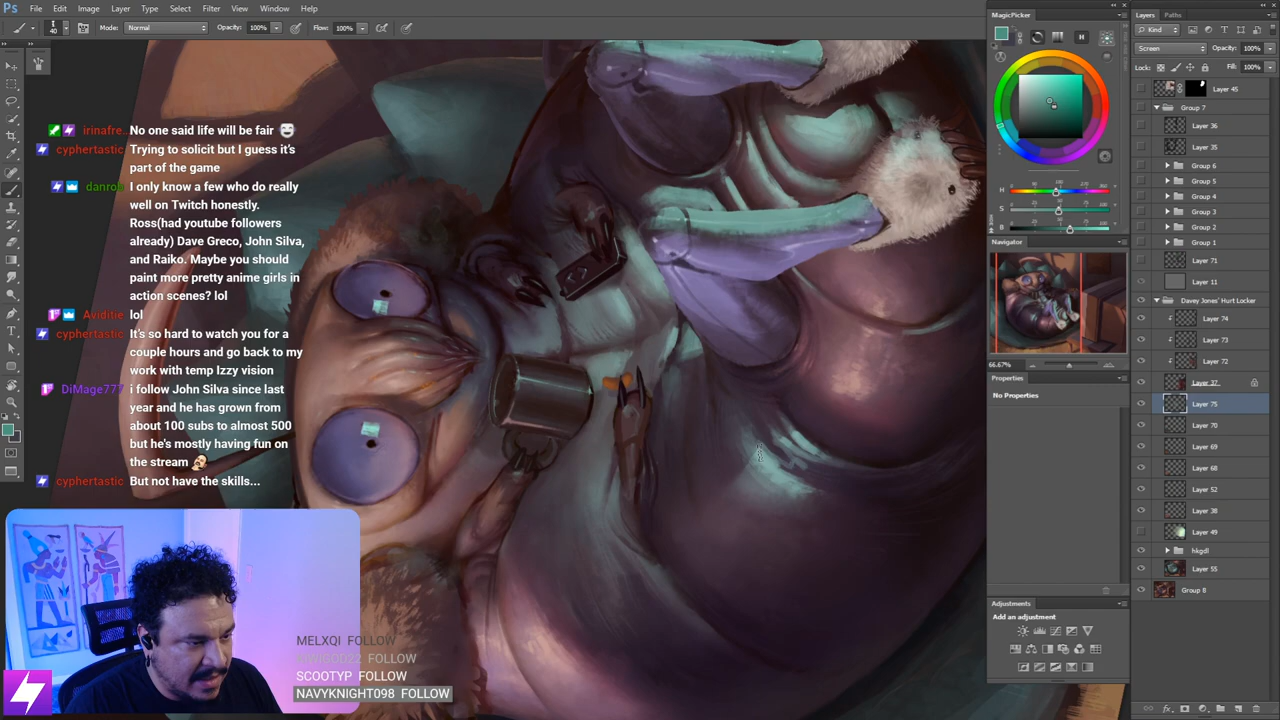 Ps File Edit Image Layer Type Select Filter View Window Help
40 Mode: Normal Opacity: 100% Flow: 100%
irinafre.. No one said life will be fair
cyphertastic Trying to solicit but I guess it's
part of the game
danrob I only know a few who do really
well on Twitch honestly.
Ross(had youtube followers
already) Dave Greco, John Silva,
and Raiko. Maybe you should
paint more pretty anime girls in
action scenes? lol
Aviditie lol
cyphertastic It's so hard to watch you for a
couple hours and go back to my
work with temp Izzy vision
DiMage777 i follow John Silva since last
year and he has grown from
about 100 subs to almost 500
but he's mostly having fun on
the stream
cyphertastic But not have the skills...
MELXQI FOLLOW
FOLLOW
SCOOTYP FOLLOW
NAVYKNIGHT098 FOLLOW
MagicPicker
H
H
S
B
Navigator
66.67%
Properties
No Properties
Adjustments
Add an adjustment
Layers Paths
Kind
Screen Opacity: 100%
Lock: Fill: 100%
Layer 45
Group 7
Layer 36
Layer 35
Group 6
Group 5
Group 4
Group 3
Group 2
Group 1
Layer 71
Layer 11
Davey Jones' Hurt Locker
Layer 74
Layer 73
Layer 72
Layer 37
Layer 75
Layer 70
Layer 69
Layer 68
Layer 52
Layer 38
Layer 49
hkgdl
Layer 55
Group 8
fx